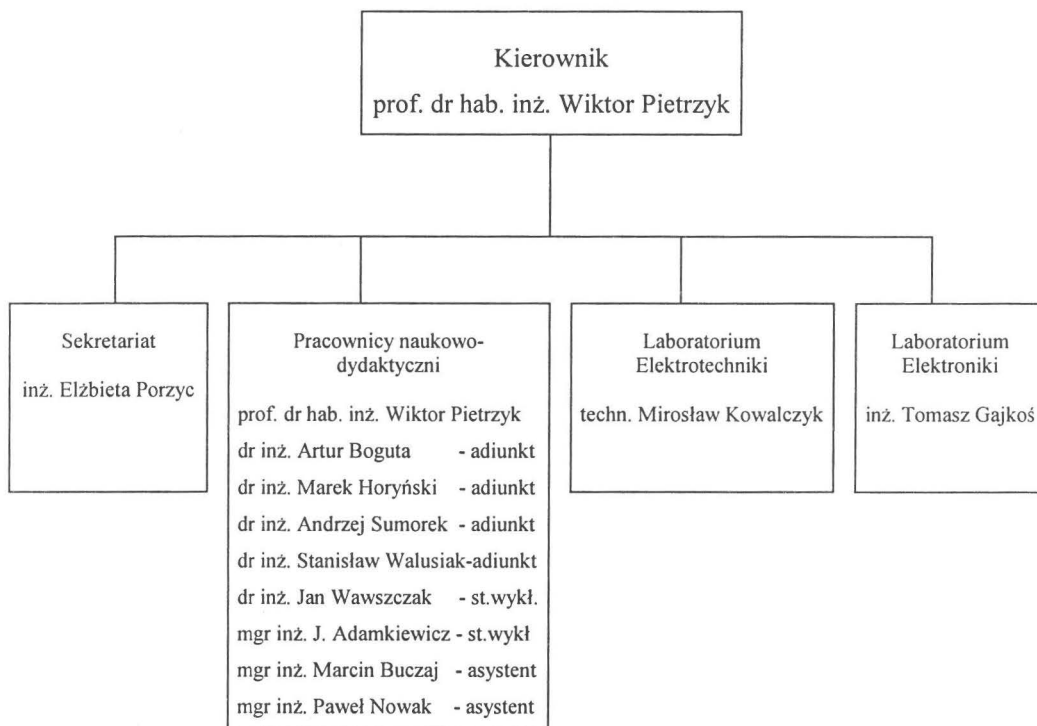 Kierownik
prof. dr hab. inż. Wiktor Pietrzyk
Sekretariat
inż. Elżbieta Porzyc
Pracownicy naukowo-
dydaktyczni
prof. dr hab. inż. Wiktor Pietrzyk
dr inż. Artur Boguta - adiunkt
dr inż. Marek Horyński - adiunkt
dr inż. Andrzej Sumorek - adiunkt
dr inż. Stanisław Walusiak-adiunkt
dr inż. Jan Wawszczak - st.wykł.
mgr inż. J. Adamkiewicz - st.wykł
mgr inż. Marcin Buczaj - asystent
mgr inż. Paweł Nowak - asystent
Laboratorium
Elektrotechniki
techn. Mirosław Kowalczyk
Laboratorium
Elektroniki
inż. Tomasz Gajkoś